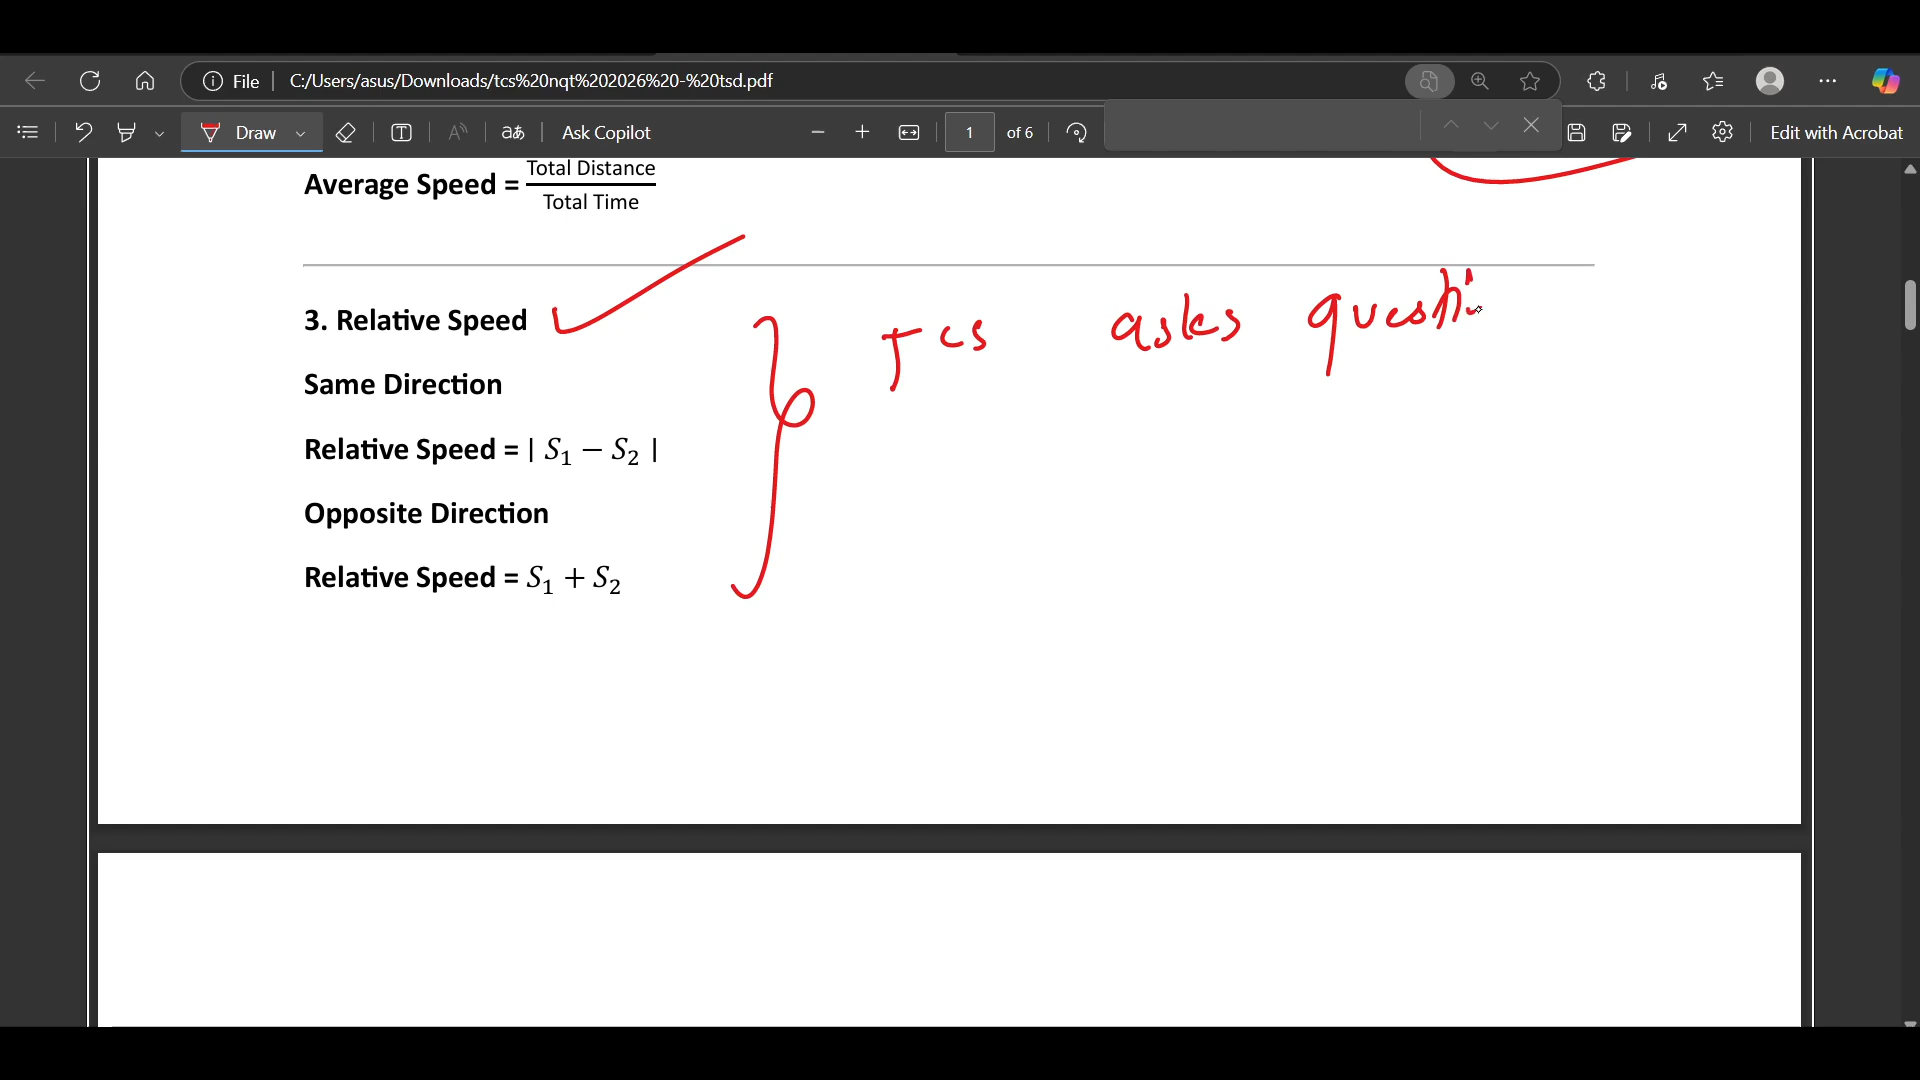 File C:/Users/asus/Downloads/tcs%20nqt%202026%20-%20tsd.pdf
Draw aあ Ask Copilot 1 of 6 Edit with Acrobat
Average Speed = Total Distance / Total Time
3. Relative Speed
Tcs asks questi
Same Direction
Relative Speed = | S₁ − S₂ |
Opposite Direction
Relative Speed = S₁ + S₂